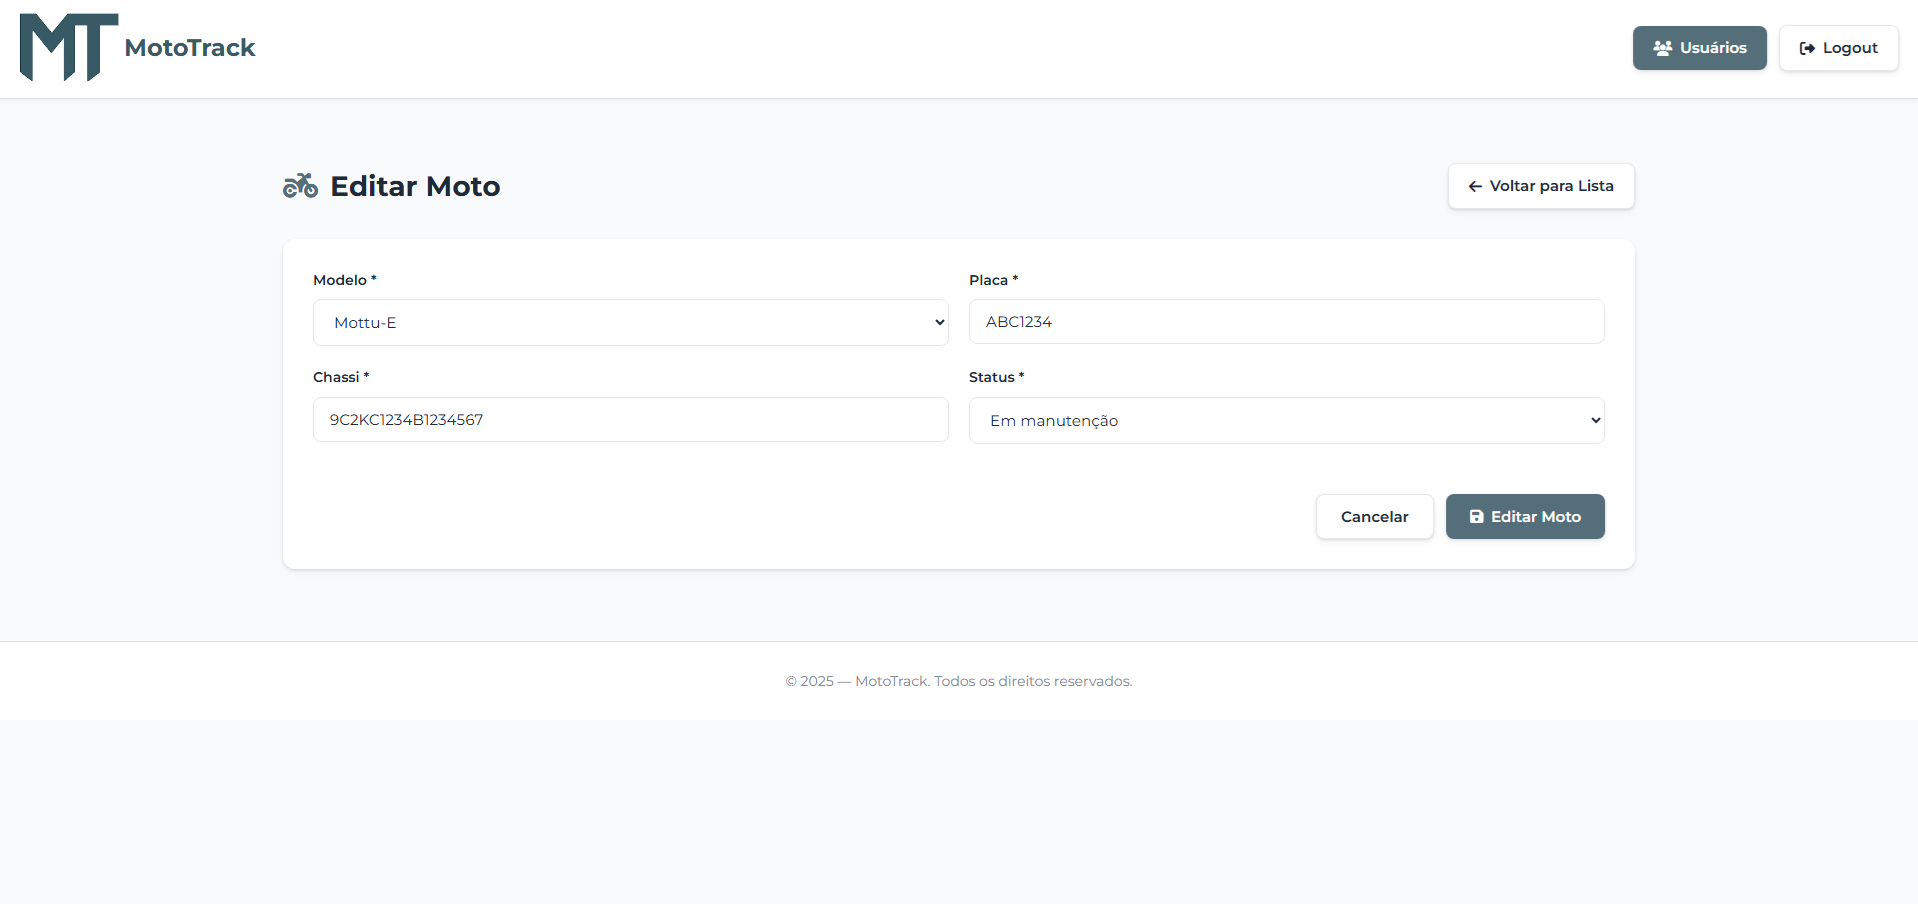 MT MotoTrack
Usuários
Logout
Editar Moto
Voltar para Lista
Modelo *
Placa *
Mottu-E
ABC1234
Chassi *
Status *
9C2KC1234B1234567
Em manutenção
Cancelar
Editar Moto
© 2025 — MotoTrack. Todos os direitos reservados.